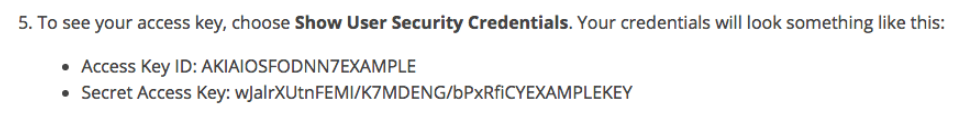 5. To see your access key, choose Show User Security Credentials. Your credentials will look something like this:
• Access Key ID: AKIAIOSFODNN7EXAMPLE
• Secret Access Key: wJalrXUtnFEMI/K7MDENG/bPxRfiCYEXAMPLEKEY